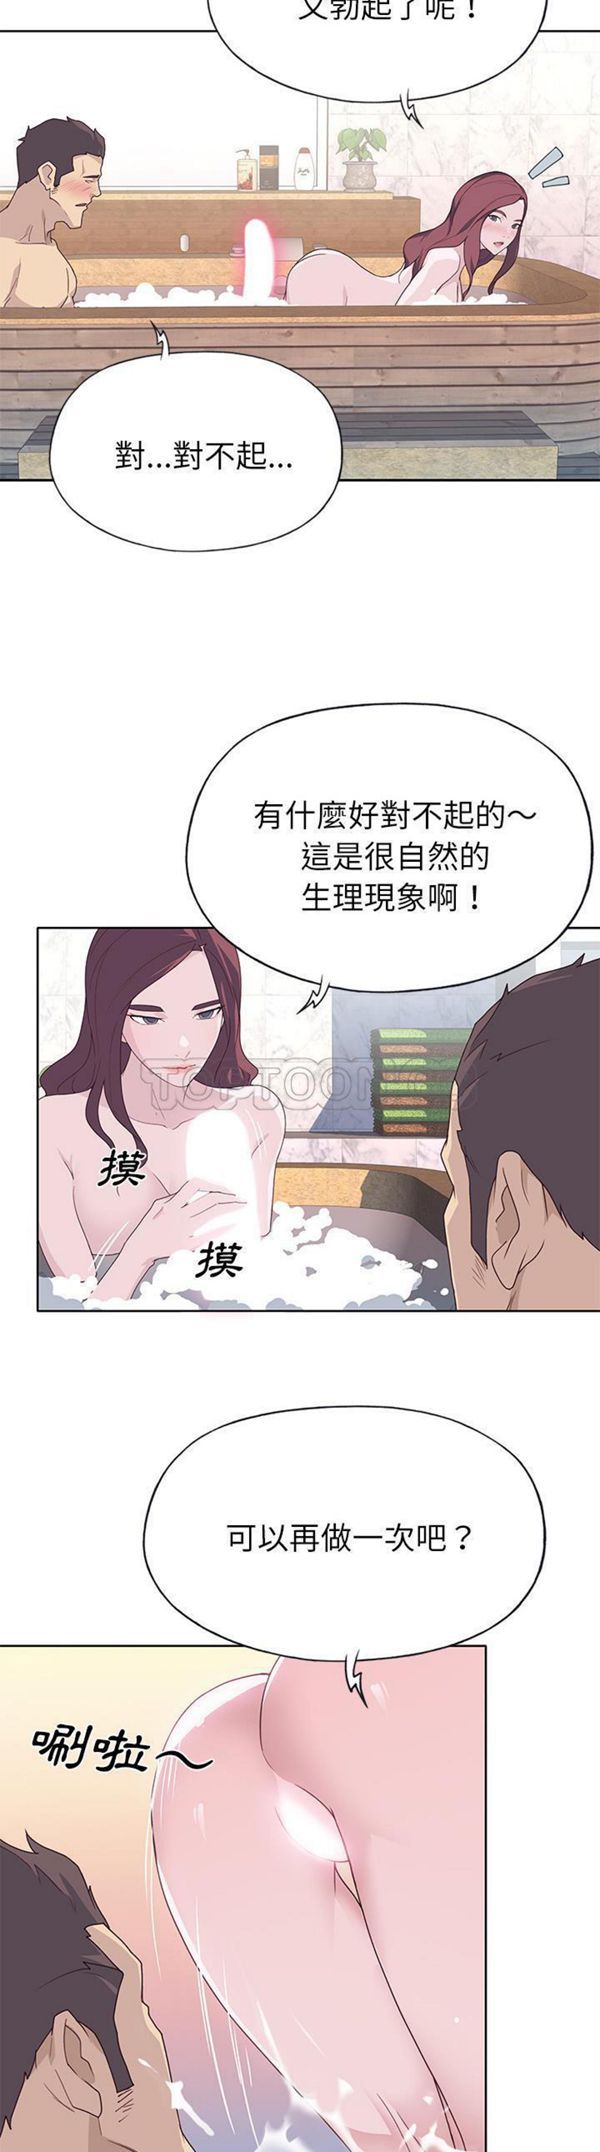 又勃起了呢！
對...對不起...
有什麼好對不起的～
這是很自然的
生理現象啊！
TOPTOON
摸
摸
可以再做一次吧？
唰啦～